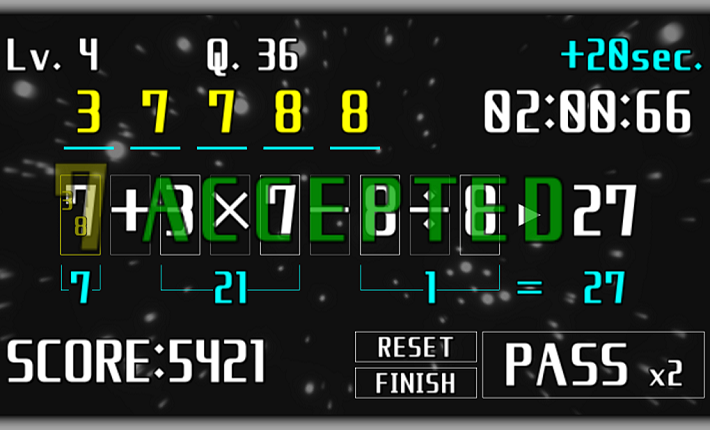 Lv. 4 Q. 36 +20sec.
3 7 7 8 8 02:00:66
7+3×7−8÷8 ▶ 27
ACCEPTED
7 21 1 = 27
SCORE:5421
RESET
FINISH
PASS x2